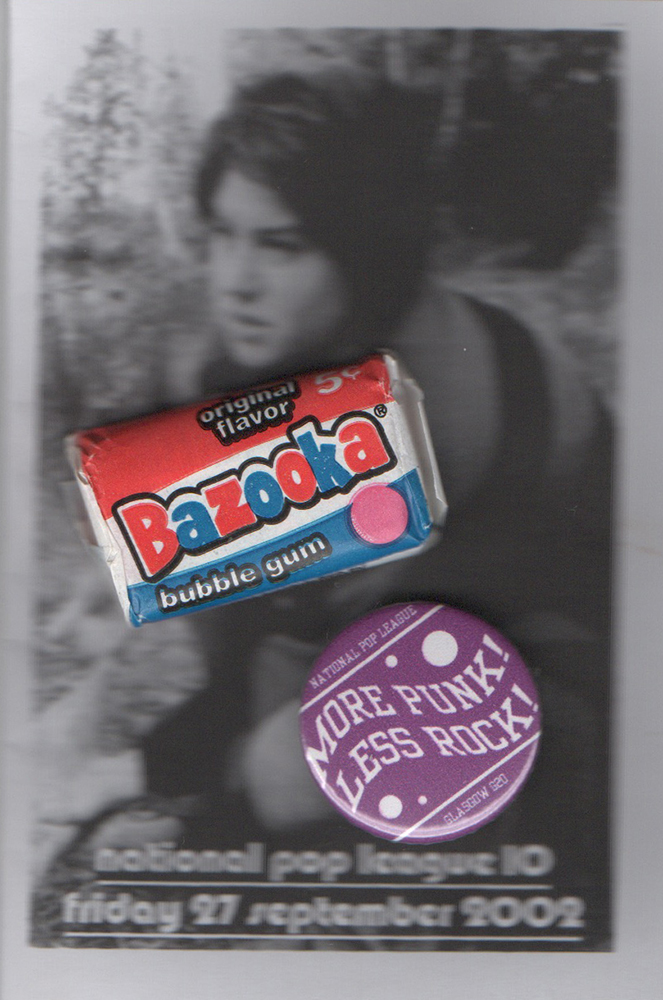 original
flavor
5¢
Bazooka®
bubble gum
NATIONAL POP LEAGUE
MORE PUNK!
LESS ROCK!
GLASGOW G20
national pop league 10
friday 27 september 2002